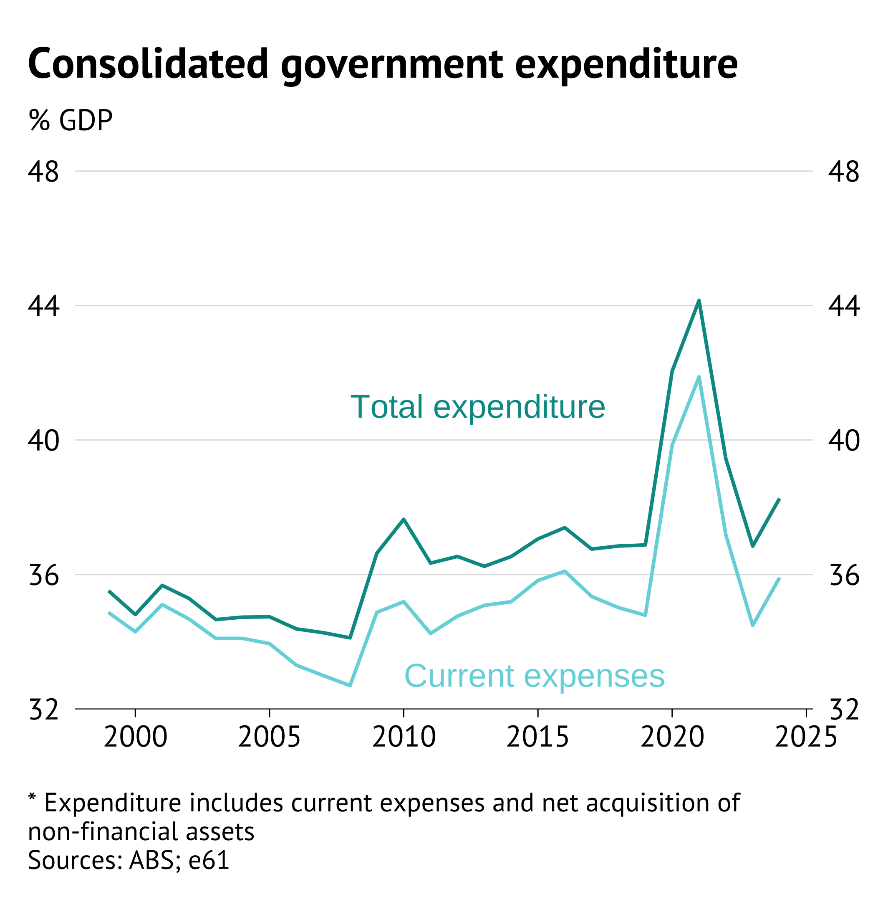 Consolidated government expenditure
% GDP
48 48
44 44
Total expenditure
40 40
36 36
Current expenses
32 32
2000 2005 2010 2015 2020 2025
* Expenditure includes current expenses and net acquisition of
non-financial assets
Sources: ABS; e61